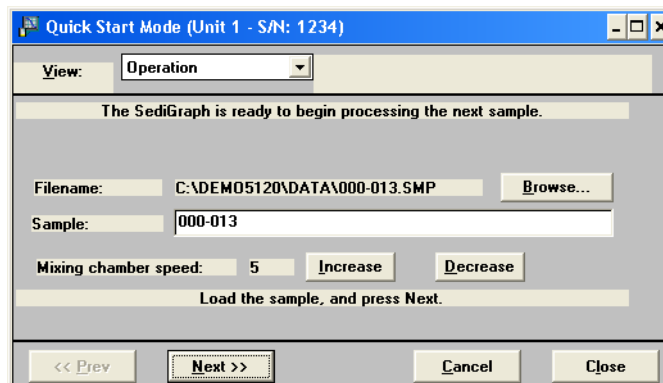 Quick Start Mode (Unit 1 - S/N: 1234)
View: Operation
The SediGraph is ready to begin processing the next sample.
Filename: C:\DEMO5120\DATA\000-013.SMP Browse...
Sample: 000-013
Mixing chamber speed: 5 Increase Decrease
Load the sample, and press Next.
<< Prev Next >> Cancel Close